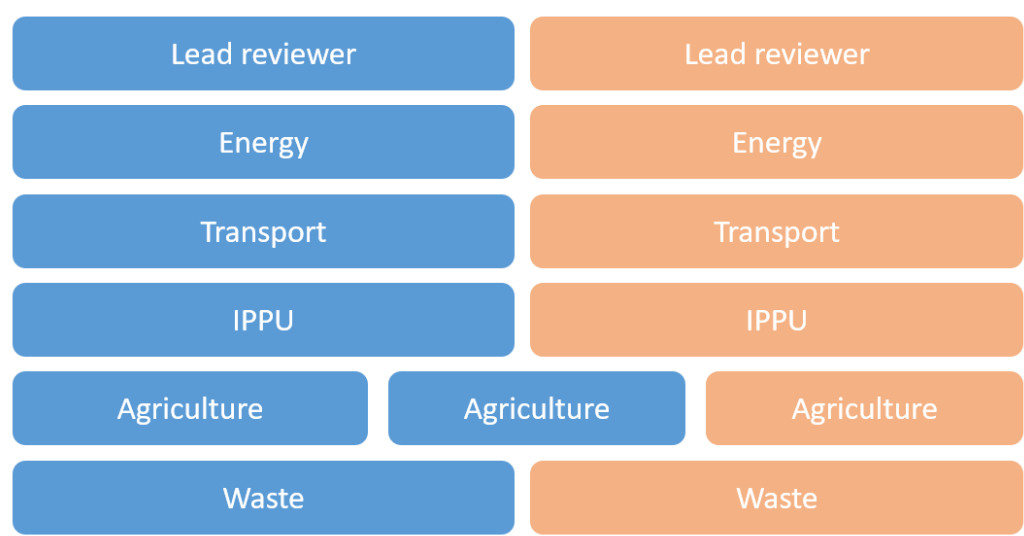 Lead reviewer
Lead reviewer
Energy
Energy
Transport
Transport
IPPU
IPPU
Agriculture
Agriculture
Agriculture
Waste
Waste